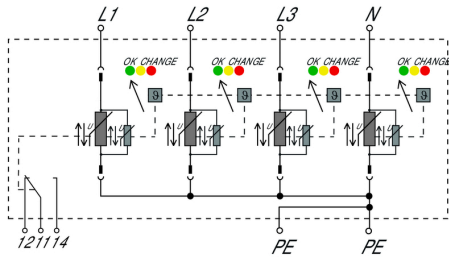 L1 L2 L3 N
OK CHANGE OK CHANGE OK CHANGE OK CHANGE
ϑ ϑ ϑ ϑ
U U U U U U U U
12 11 14
PE PE